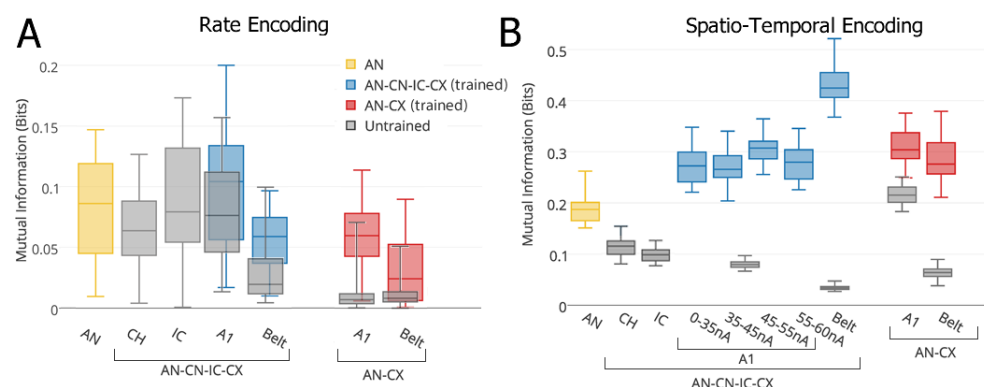 A
Rate Encoding
Mutual Information (Bits)
0.2
0.15
0.1
0.05
0
AN
AN-CN-IC-CX (trained)
AN-CX (trained)
Untrained
AN
CH
IC
A1
Belt
A1
Belt
AN-CN-IC-CX
AN-CX
B
Spatio-Temporal Encoding
Mutual Information (Bits)
0.5
0.4
0.3
0.2
0.1
0
AN
CH
IC
0-35nA
35-45nA
45-55nA
55-60nA
Belt
A1
Belt
A1
AN-CX
AN-CN-IC-CX